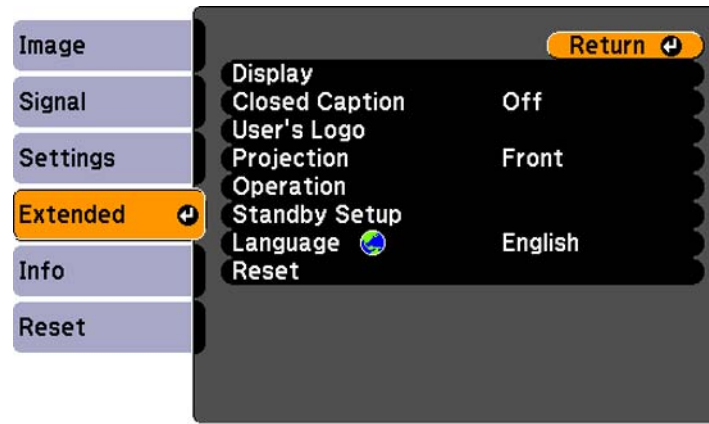 Image
Signal
Settings
Extended
Info
Reset
Return
Display
Closed Caption Off
User's Logo
Projection Front
Operation
Standby Setup
Language English
Reset